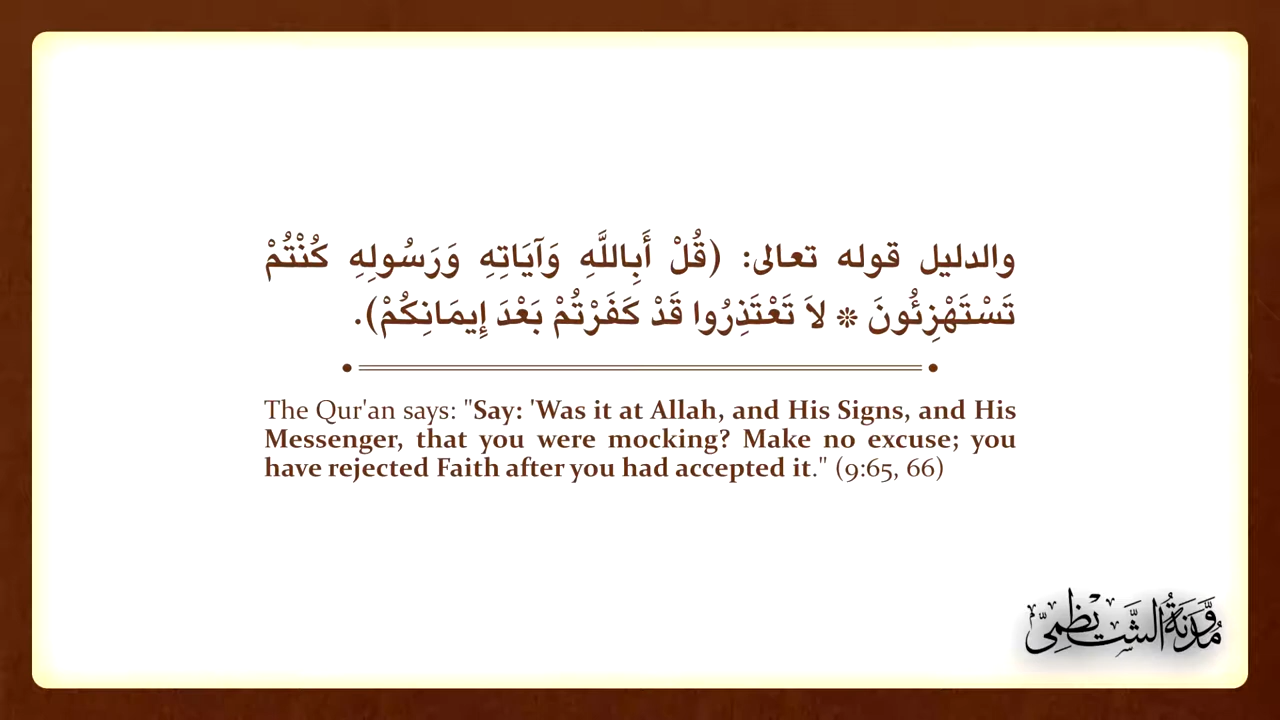 والدليل قوله تعالى: (قُلْ أَبِاللَّهِ وَآيَاتِهِ وَرَسُولِهِ كُنْتُمْ
تَسْتَهْزِئُونَ * لاَ تَعْتَذِرُوا قَدْ كَفَرْتُمْ بَعْدَ إِيمَانِكُمْ).
The Qur'an says: "Say: 'Was it at Allah, and His Signs, and His
Messenger, that you were mocking? Make no excuse; you
have rejected Faith after you had accepted it." (9:65, 66)